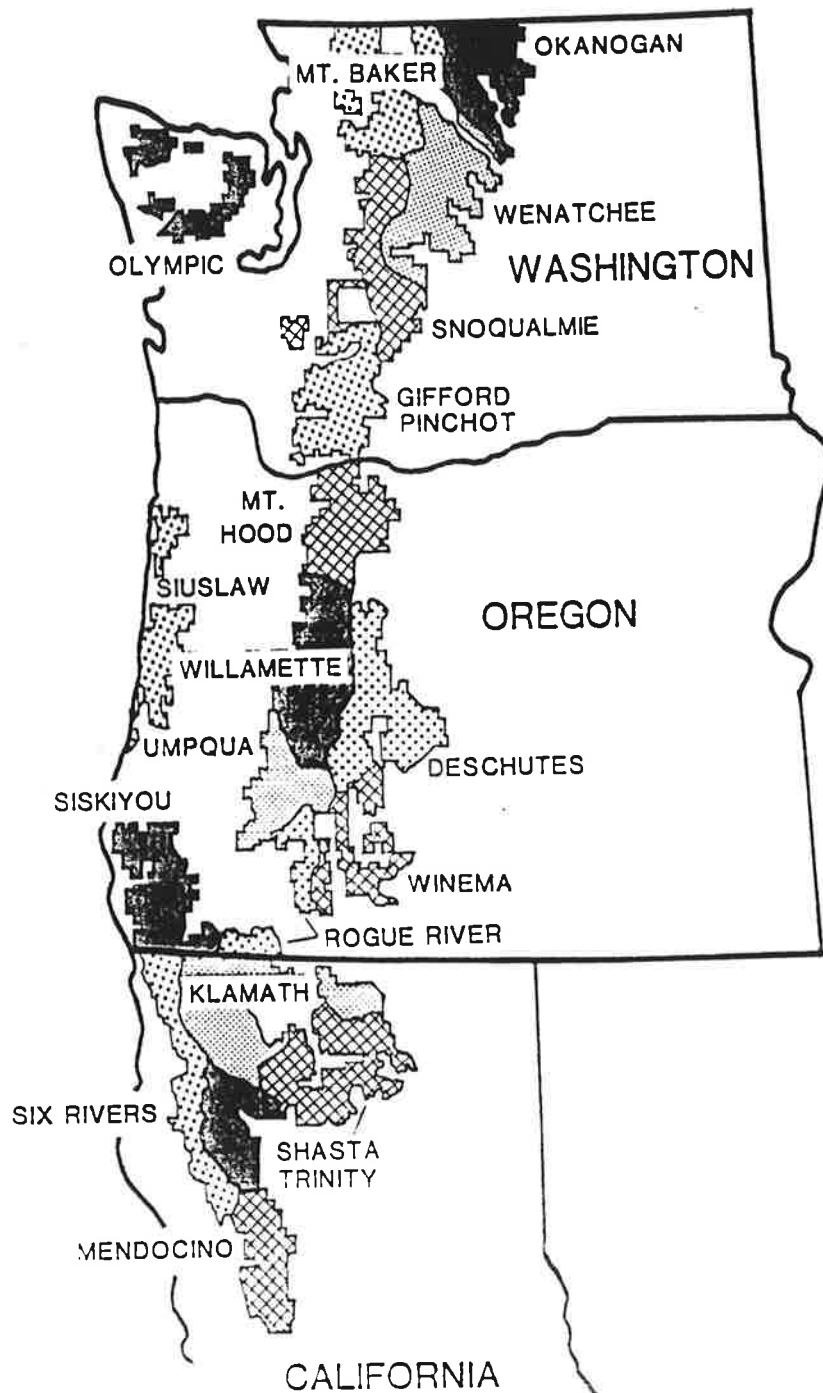 OKANOGAN
MT. BAKER
WENATCHEE
OLYMPIC
WASHINGTON
SNOQUALMIE
GIFFORD
PINCHOT
MT.
HOOD
SIUSLAW
OREGON
WILLAMETTE
UMPQUA
DESCHUTES
SISKIYOU
WINEMA
ROGUE RIVER
KLAMATH
SIX RIVERS
SHASTA
TRINITY
MENDOCINO
CALIFORNIA